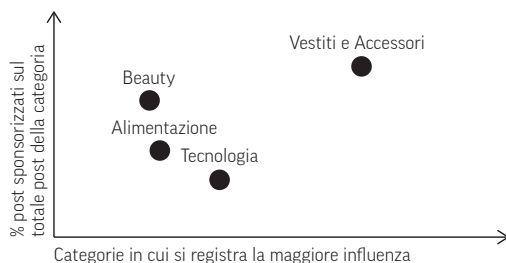 Vestiti e Accessori
Beauty
Alimentazione
Tecnologia
% post sponsorizzati sul
totale post della categoria
Categorie in cui si registra la maggiore influenza